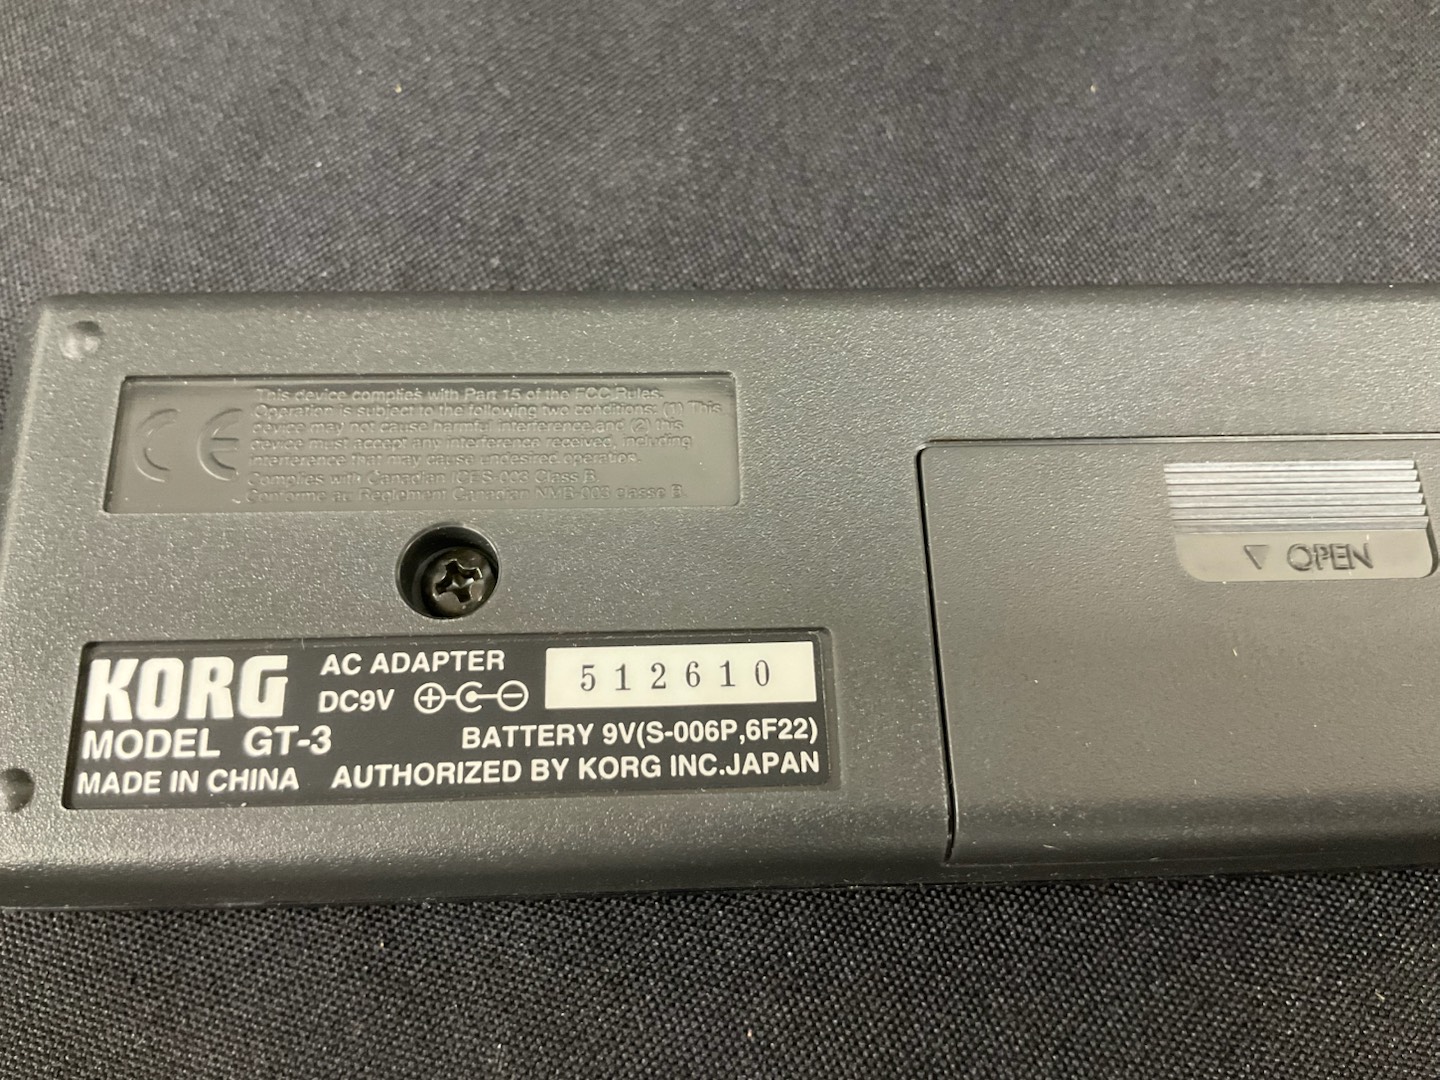 This device complies with Part 15 of the FCC Rules.
Operation is subject to the following two conditions: (1) This
device may not cause harmful interference,and (2) this
device must accept any interference received, including
interference that may cause undesired operation.
Complies with Canadian ICES-003 Class B
Conforme au Reglement Canadian NMB-003 classe B.
CE
OPEN
KORG AC ADAPTER
DC9V
512610
MODEL GT-3 BATTERY 9V(S-006P,6F22)
MADE IN CHINA AUTHORIZED BY KORG INC.JAPAN